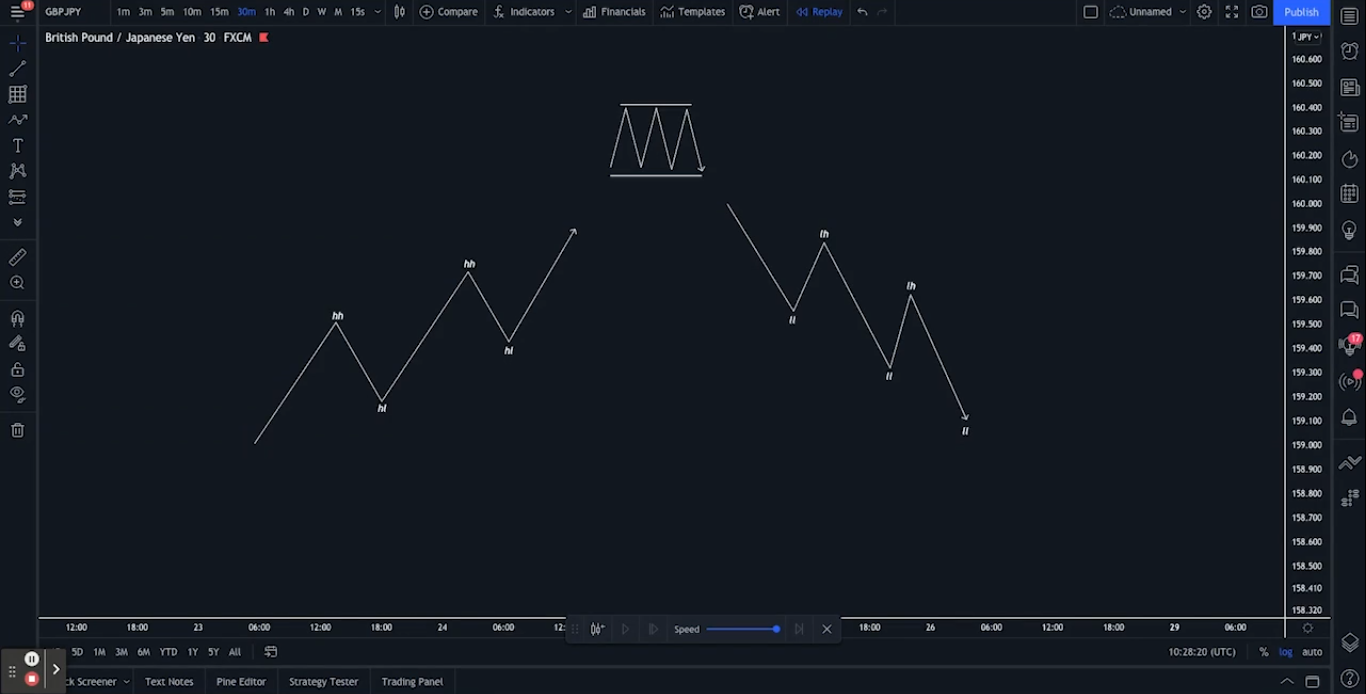 11
GBPJPY 1m 3m 5m 10m 15m 30m 1h 4h D W M 15s Compare Indicators Financials Templates Alert Replay Unnamed Publish
British Pound / Japanese Yen 30 FXCM
JPY
160.600
160.500
160.400
160.300
160.200
160.100
160.000
159.900
159.800
159.700
159.600
159.500
159.400
159.300
159.200
159.100
159.000
158.900
158.800
158.700
158.600
158.500
158.410
158.320
hh
hl
hh
hl
ll
lh
ll
lh
ll
T
17
12:00 18:00 23 06:00 12:00 18:00 24 06:00 18:00 26 06:00 12:00 18:00 29 06:00
Speed
5D 1M 3M 6M YTD 1Y 5Y All 10:28:20 (UTC) % log auto
ck Screener Text Notes Pine Editor Strategy Tester Trading Panel